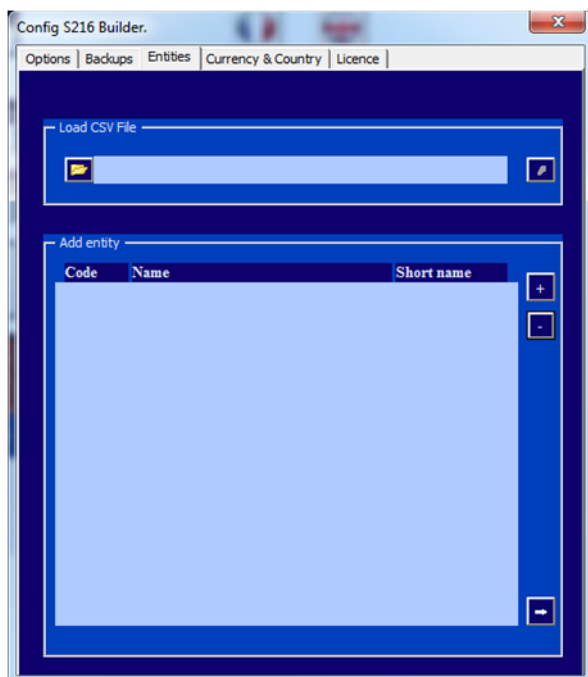 Config S216 Builder.
Options Backups Entities Currency & Country Licence
Load CSV File
Add entity
Code Name Short name
+
-